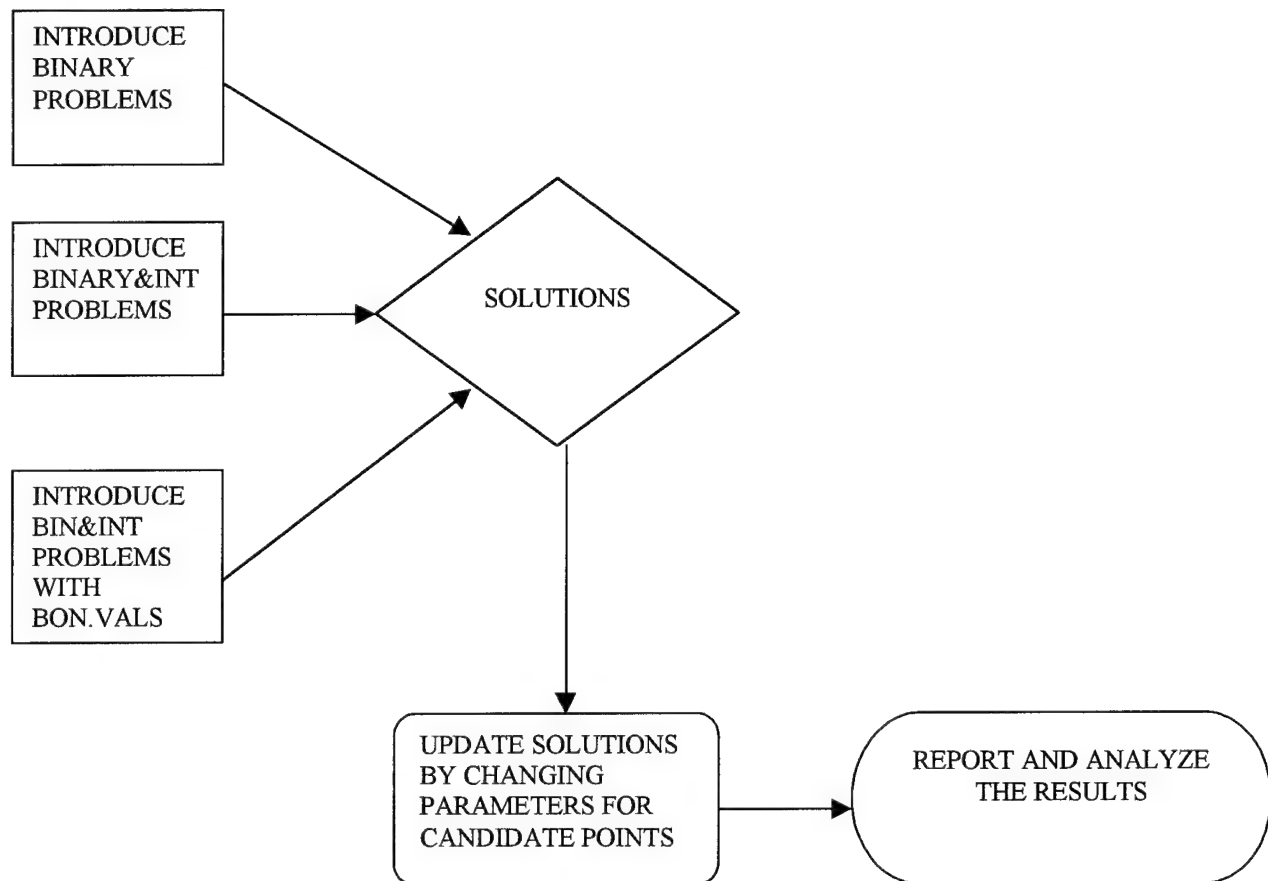 INTRODUCE
BINARY
PROBLEMS
INTRODUCE
BINARY&INT
PROBLEMS
SOLUTIONS
INTRODUCE
BIN&INT
PROBLEMS
WITH
BON.VALS
UPDATE SOLUTIONS
BY CHANGING
PARAMETERS FOR
CANDIDATE POINTS
REPORT AND ANALYZE
THE RESULTS